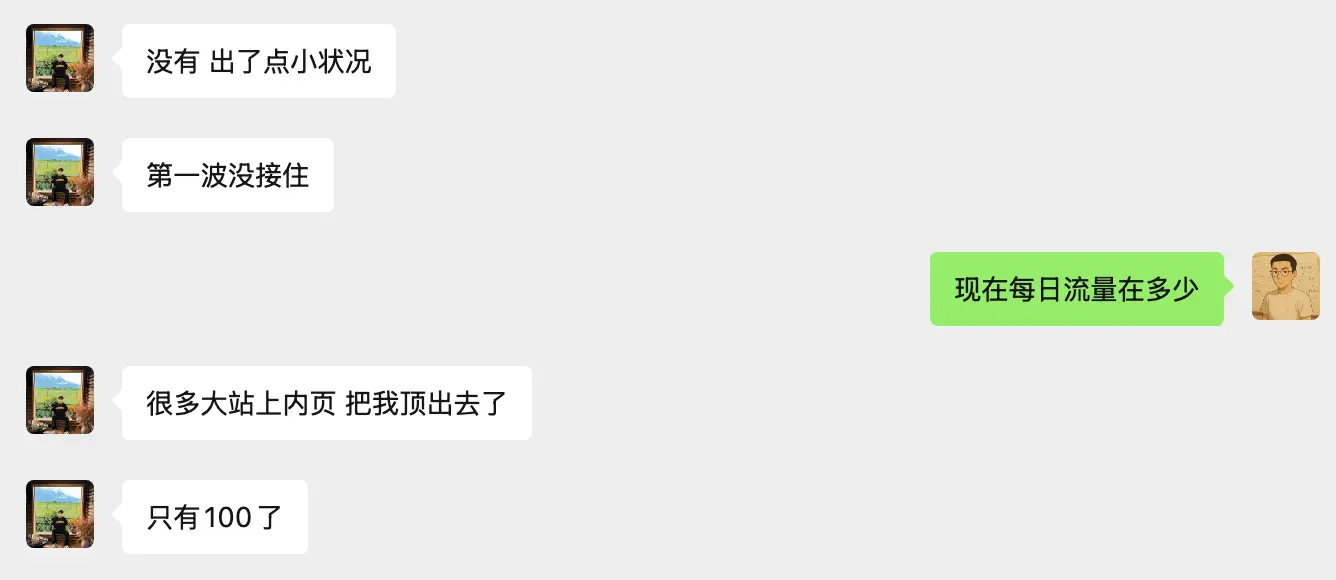 没有 出了点小状况
第一波没接住
现在每日流量在多少
很多大站上内页 把我顶出去了
只有100了